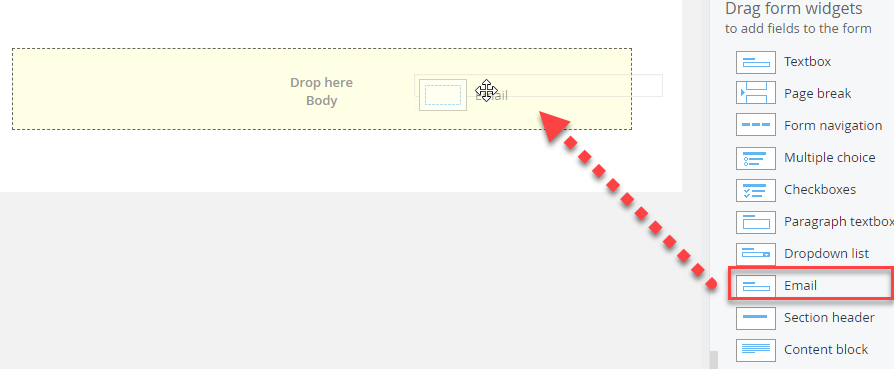 Drag form widgets
to add fields to the form
Drop here
Body
Email
Textbox
Page break
Form navigation
Multiple choice
Checkboxes
Paragraph textbox
Dropdown list
Email
Section header
Content block